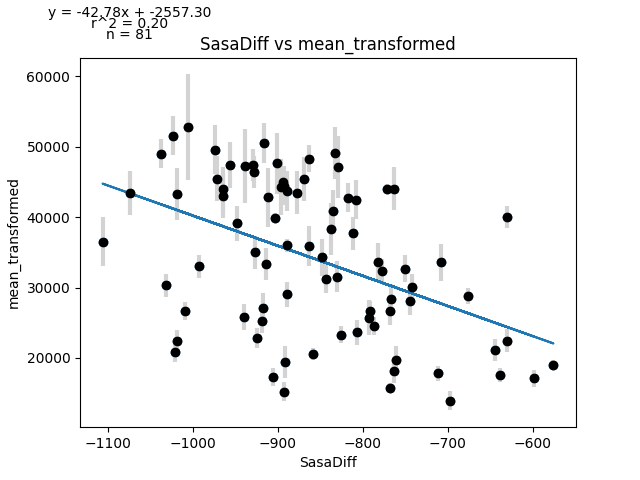 y = -42.78x + -2557.30
r^2 = 0.20
n = 81
SasaDiff vs mean_transformed
60000
50000
40000
30000
20000
mean_transformed
−1100 −1000 −900 −800 −700 −600
SasaDiff